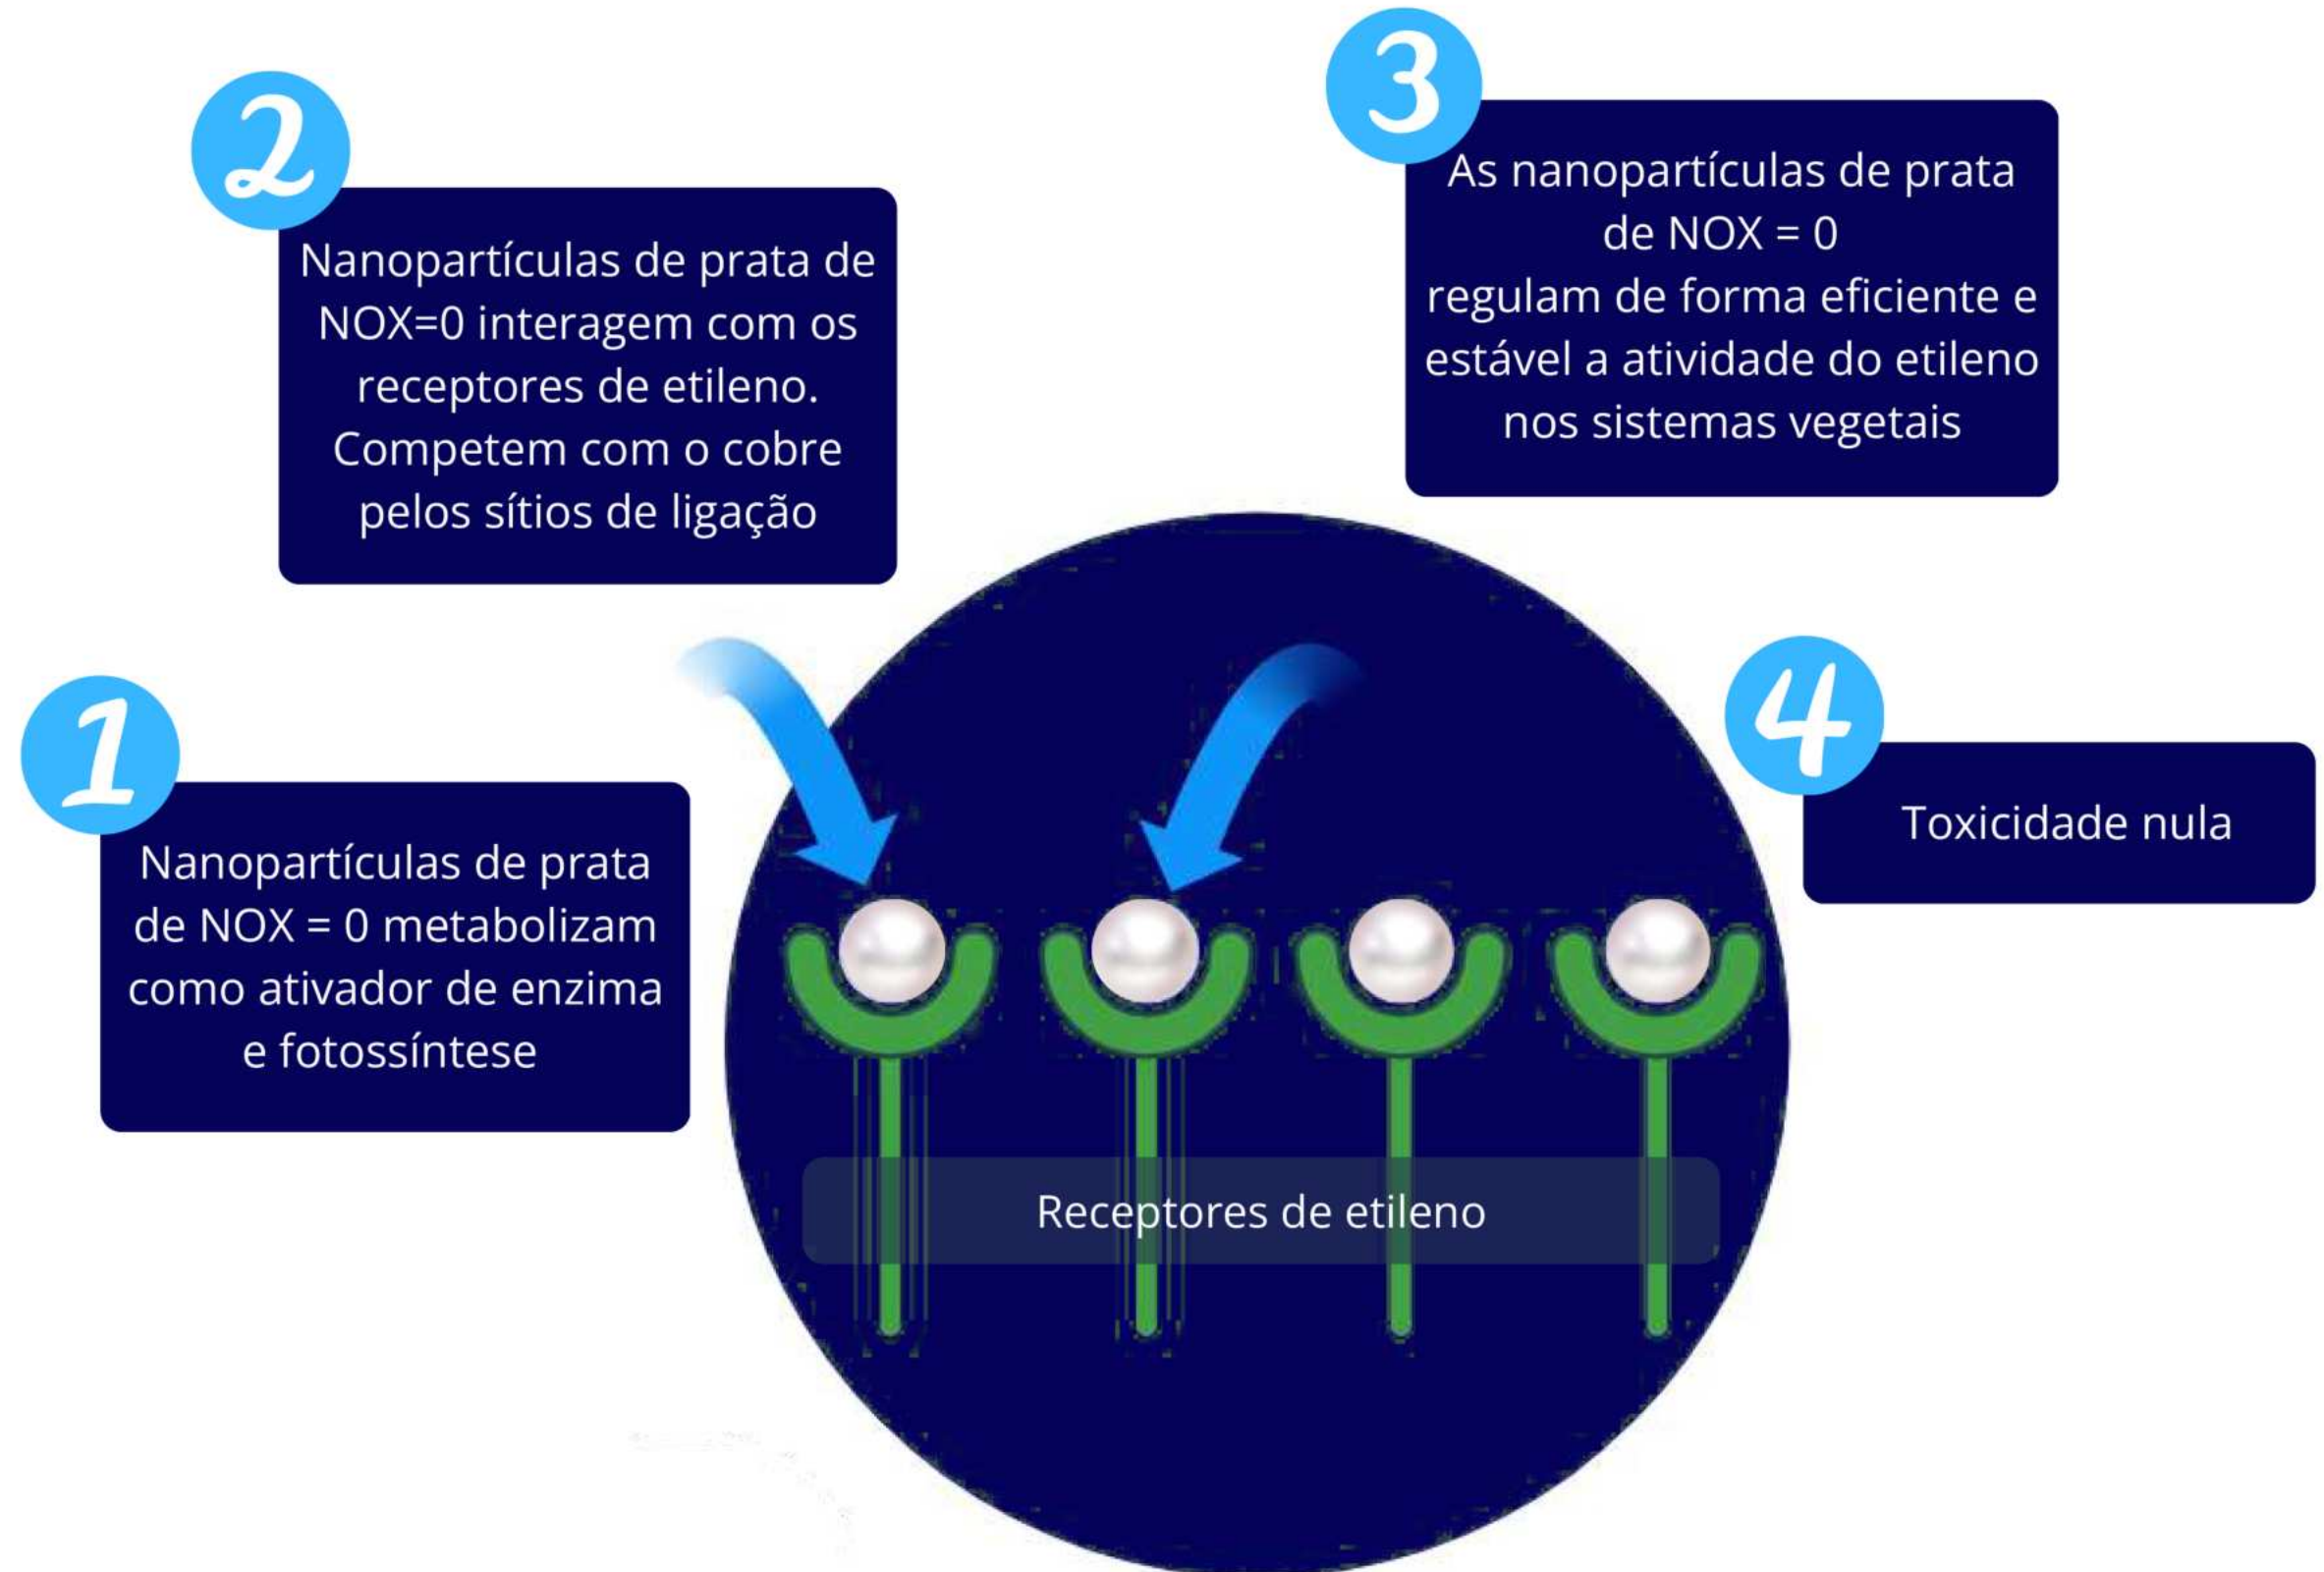 1
Nanopartículas de prata
de NOX = 0 metabolizam
como ativador de enzima
e fotossíntese
2
Nanopartículas de prata de
NOX=0 interagem com os
receptores de etileno.
Competem com o cobre
pelos sítios de ligação
3
As nanopartículas de prata
de NOX = 0
regulam de forma eficiente e
estável a atividade do etileno
nos sistemas vegetais
4
Toxicidade nula
Receptores de etileno